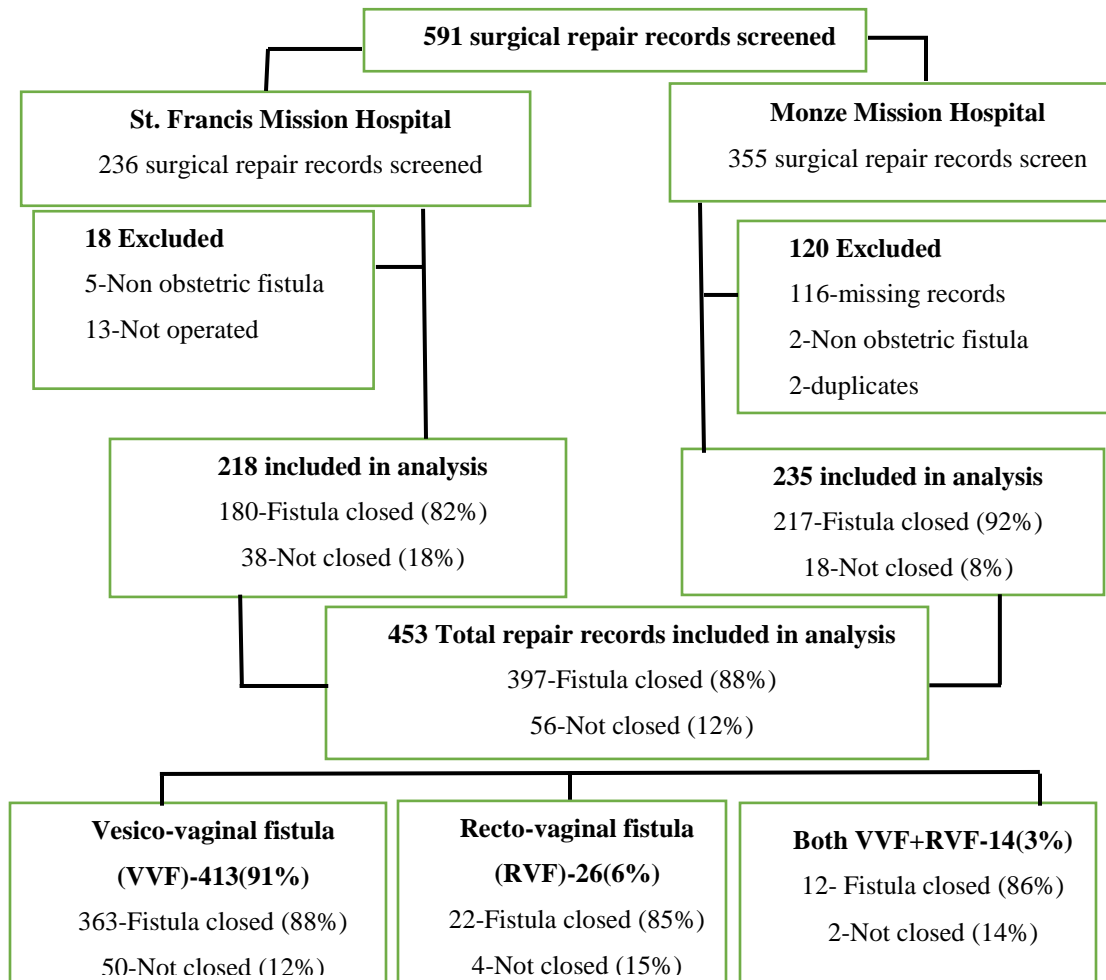 591 surgical repair records screened
St. Francis Mission Hospital
236 surgical repair records screened
Monze Mission Hospital
355 surgical repair records screen
18 Excluded
5-Non obstetric fistula
13-Not operated
120 Excluded
116-missing records
2-Non obstetric fistula
2-duplicates
218 included in analysis
180-Fistula closed (82%)
38-Not closed (18%)
235 included in analysis
217-Fistula closed (92%)
18-Not closed (8%)
453 Total repair records included in analysis
397-Fistula closed (88%)
56-Not closed (12%)
Vesico-vaginal fistula
(VVF)-413(91%)
363-Fistula closed (88%)
50-Not closed (12%)
Recto-vaginal fistula
(RVF)-26(6%)
22-Fistula closed (85%)
4-Not closed (15%)
Both VVF+RVF-14(3%)
12- Fistula closed (86%)
2-Not closed (14%)